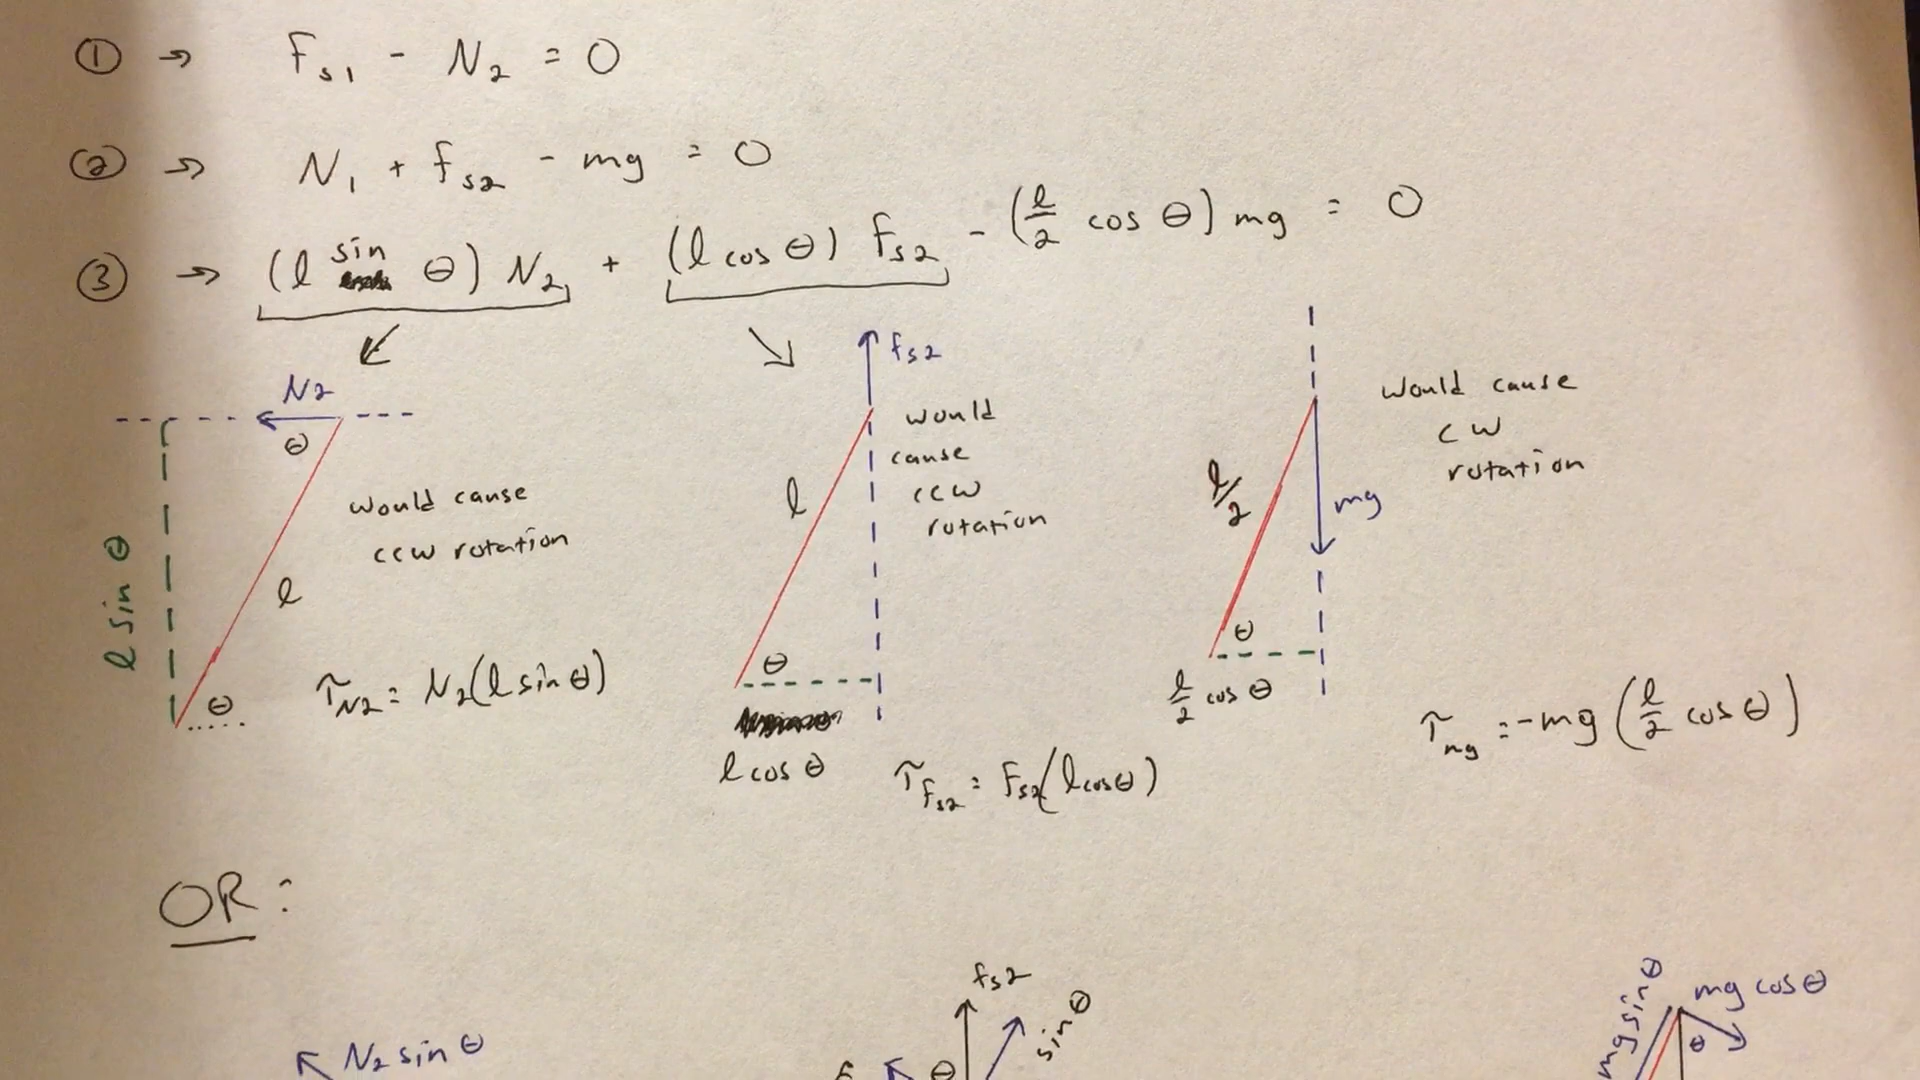 ① → Fs1 - N2 = 0
② → N1 + fs2 - mg = 0
③ → (l sin θ) N2 + (l cos θ) Fs2 - (l/2 cos θ) mg = 0
N2
θ
l sin θ
would cause
ccw rotation
l
θ
τN2 = N2(l sin θ)
fs2
would
cause
ccw
rotation
l
θ
l cos θ
τFs2 = Fs2(l cosθ)
would cause
cw
rotation
l/2
mg
θ
l/2 cos θ
τmg = -mg (l/2 cos θ)
OR:
N2 sin θ
fs2
sin θ
θ
mg sin θ
mg cos θ
θ